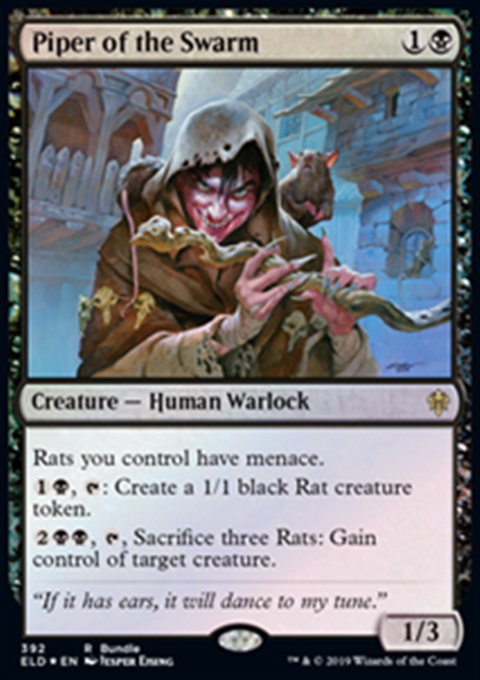 Piper of the Swarm 1
Creature — Human Warlock
Rats you control have menace.
1, : Create a 1/1 black Rat creature
token.
2, , Sacrifice three Rats: Gain
control of target creature.
“If it has ears, it will dance to my tune.”
1/3
392 R Bundle
ELD EN Jesper Ejsing
™ & © 2019 Wizards of the Coast